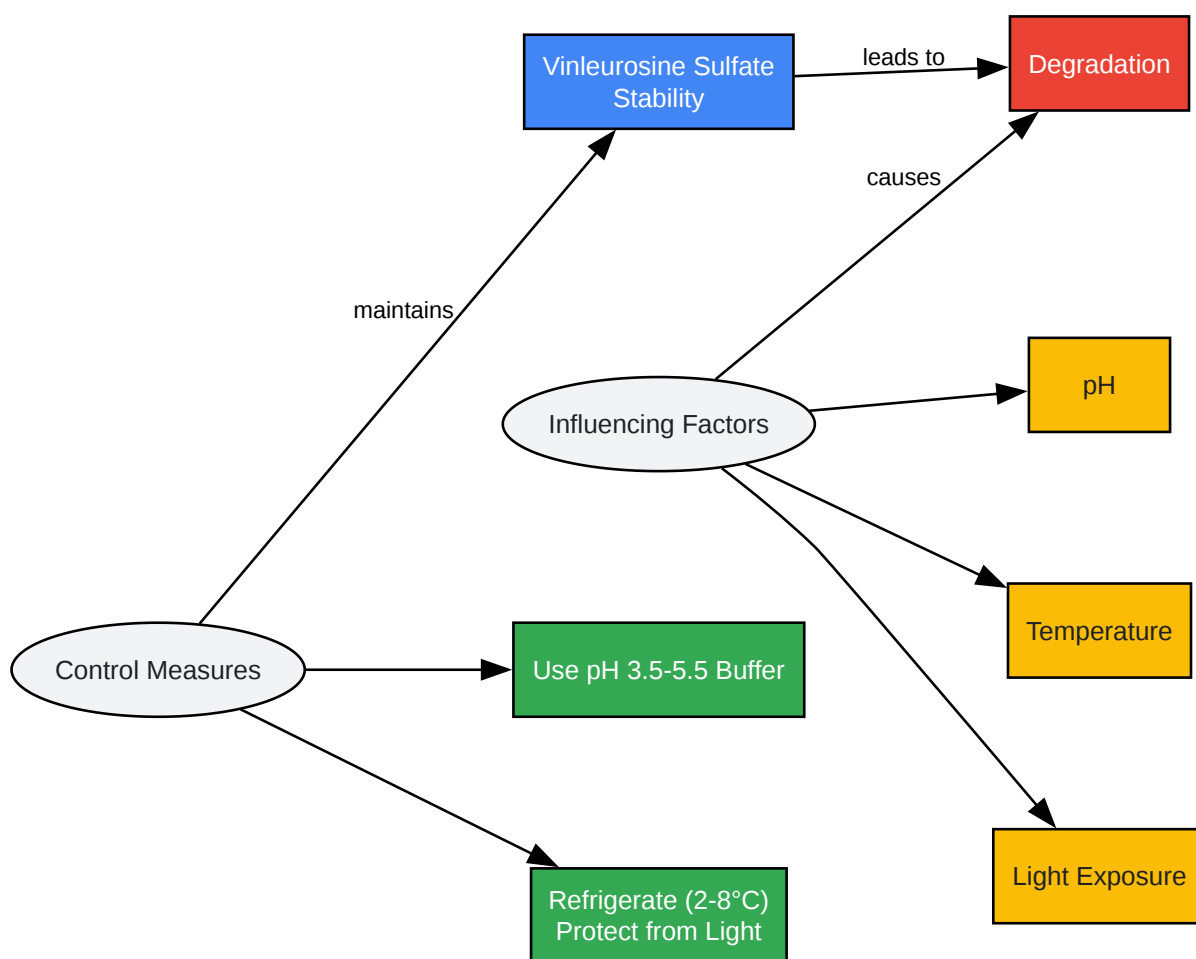 Vinleurosine Sulfate
Stability
leads to
Degradation
causes
maintains
pH
Influencing Factors
Temperature
Control Measures
Use pH 3.5-5.5 Buffer
Light Exposure
Refrigerate (2-8°C)
Protect from Light